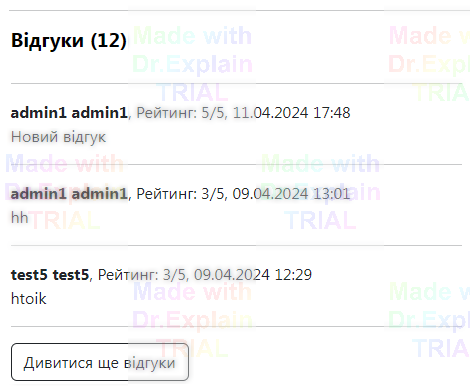 Відгуки (12)
admin1 admin1, Рейтинг: 5/5, 11.04.2024 17:48
Новий відгук
admin1 admin1, Рейтинг: 3/5, 09.04.2024 13:01
hh
test5 test5, Рейтинг: 3/5, 09.04.2024 12:29
htoik
Дивитися ще відгуки
Made with
Dr.Explain
TRIAL
Made with
Dr.Explain
TRIAL
Made with
Dr.Explain
TRIAL
Made with
Dr.Explain
TRIAL
Made with
Dr.Explain
TRIAL
Made with
Dr.Explain
TRIAL